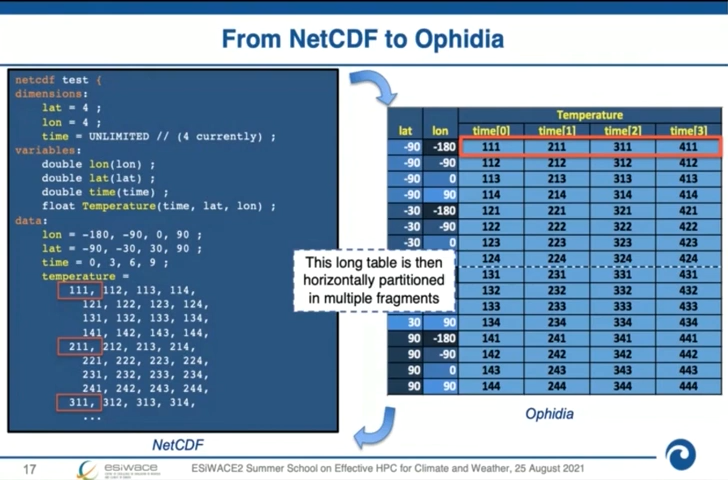 From NetCDF to Ophidia
netcdf test {
dimensions:
lat = 4 ;
lon = 4 ;
time = UNLIMITED // (4 currently) ;
variables:
double lon(lon) ;
double lat(lat) ;
double time(time) ;
float Temperature(time, lat, lon) ;
data:
lon = -180, -90, 0, 90 ;
lat = -90, -30, 30, 90 ;
time = 0, 3, 6, 9 ;
temperature =
111, 112, 113, 114,
121, 122, 123, 124,
131, 132, 133, 134,
141, 142, 143, 144,
211, 212, 213, 214,
221, 222, 223, 224,
231, 232, 233, 234,
241, 242, 243, 244,
311, 312, 313, 314,
...
NetCDF
Temperature
lat lon time[0] time[1] time[2] time[3]
-90 -180 111 211 311 411
-90 -90 112 212 312 412
-90 0 113 213 313 413
-90 90 114 214 314 414
-30 -180 121 221 321 421
-30 -90 122 222 322 422
-30 0 123 223 323 423
124 224 324 424
131 231 331 431
132 232 332 432
133 233 333 433
30 90 134 234 334 434
90 -180 141 241 341 441
90 -90 142 242 342 442
90 0 143 243 343 443
90 90 144 244 344 444
This long table is then
horizontally partitioned
in multiple fragments
Ophidia
17
esiwace
ESiWACE2 Summer School on Effective HPC for Climate and Weather, 25 August 2021